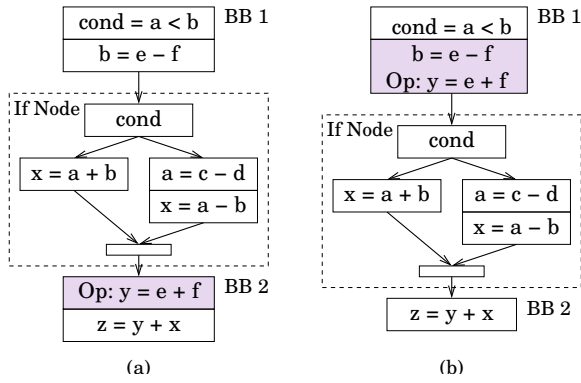 cond = a < b
BB 1
b = e − f
If Node
cond
x = a + b
a = c − d
x = a − b
Op: y = e + f
BB 2
z = y + x
(a)
cond = a < b
BB 1
b = e − f
Op: y = e + f
If Node
cond
x = a + b
a = c − d
x = a − b
z = y + x
BB 2
(b)